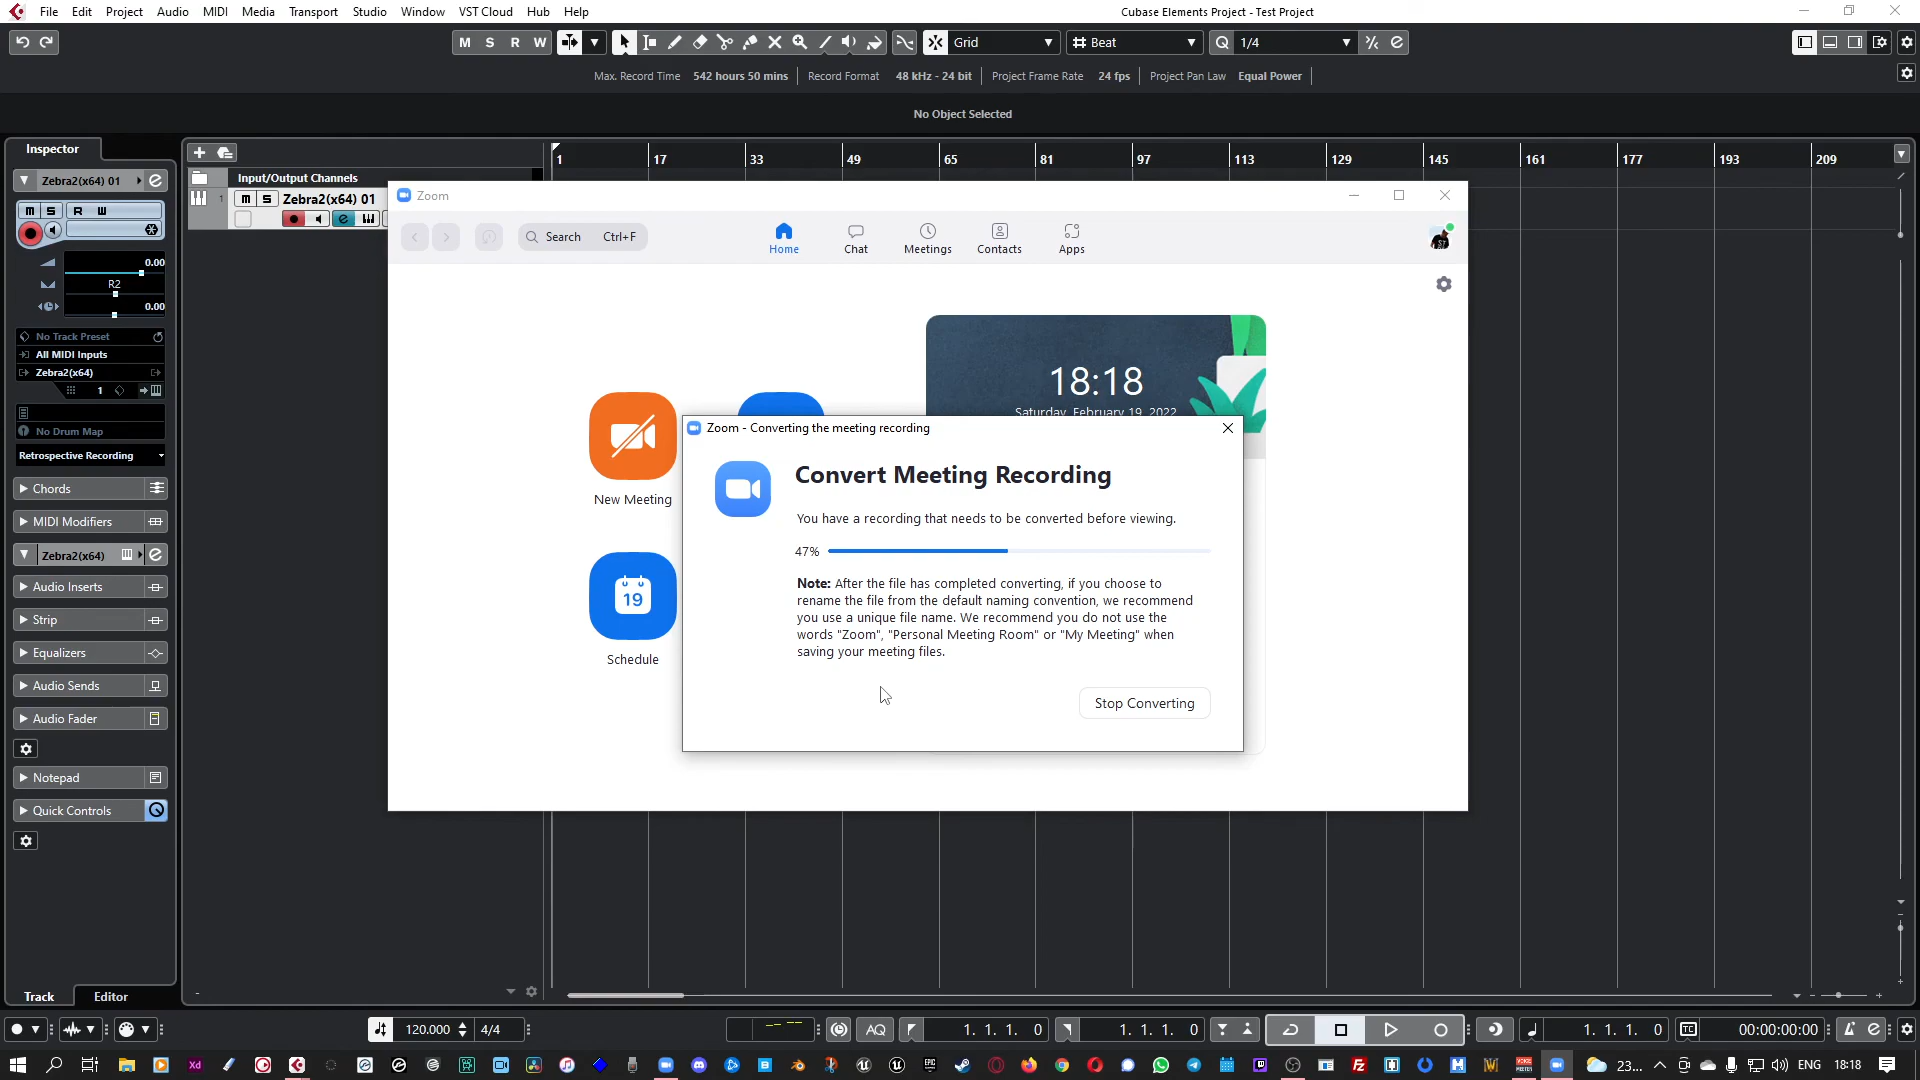 File Edit Project Audio MIDI Media Transport Studio Window VST Cloud Hub Help
Cubase Elements Project - Test Project
M S R W Grid Beat Q 1/4
Max. Record Time 542 hours 50 mins Record Format 48 kHz - 24 bit Project Frame Rate 24 fps Project Pan Law Equal Power
No Object Selected
Inspector
1 17 33 49 65 81 97 113 129 145 161 177 193 209
Input/Output Channels
Zebra2(x64) 01
1 m S Zebra2(x64) 01
m S R W
0.00
R2
0.00
No Track Preset
All MIDI Inputs
Zebra2(x64)
1
No Drum Map
Retrospective Recording
Chords
MIDI Modifiers
Zebra2(x64)
Audio Inserts
Strip
Equalizers
Audio Sends
Audio Fader
Notepad
Quick Controls
Track Editor
Zoom
Search Ctrl+F
Home Chat Meetings Contacts Apps
18:18
Saturday, February 19, 2022
New Meeting
19
Schedule
Zoom - Converting the meeting recording
Convert Meeting Recording
You have a recording that needs to be converted before viewing.
47%
Note: After the file has completed converting, if you choose to
rename the file from the default naming convention, we recommend
you use a unique file name. We recommend you do not use the
words "Zoom", "Personal Meeting Room" or "My Meeting" when
saving your meeting files.
Stop Converting
120.000 4/4 AQ 1. 1. 1. 0 1. 1. 1. 0 1. 1. 1. 0 TC 00:00:00:00
Xd EPIC FZ 23... ENG 18:18